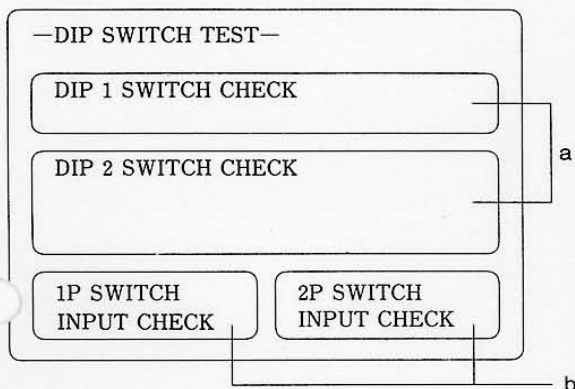 —DIP SWITCH TEST—
DIP 1 SWITCH CHECK
a
DIP 2 SWITCH CHECK
1P SWITCH
INPUT CHECK
2P SWITCH
INPUT CHECK
b